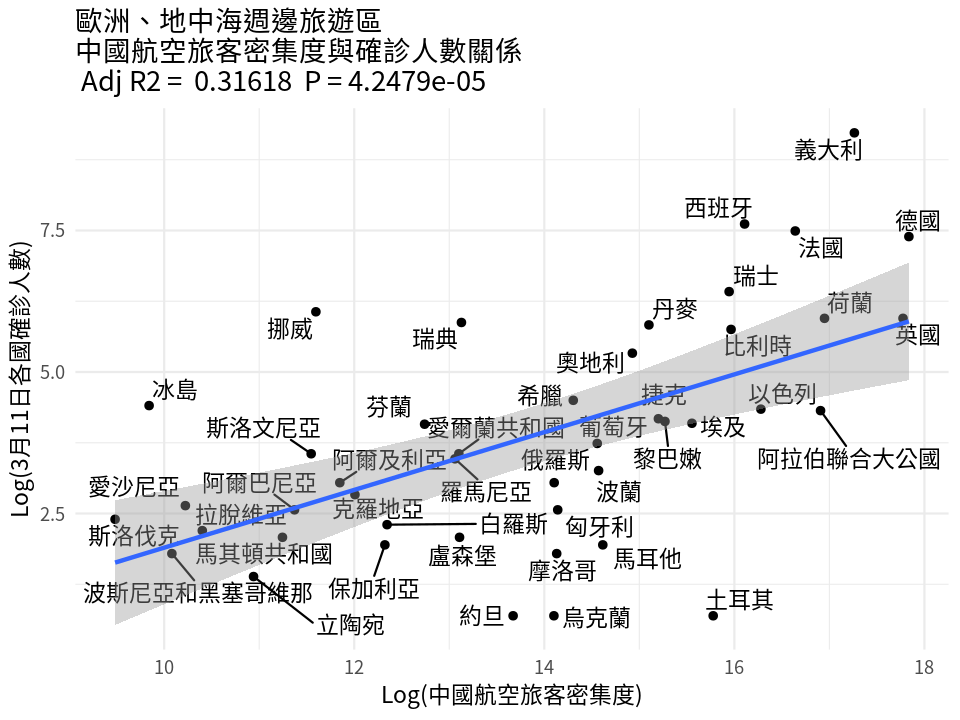 歐洲、地中海週邊旅遊區
中國航空旅客密集度與確診人數關係
Adj R2 = 0.31618 P = 4.2479e-05
義大利
西班牙
德國
法國
瑞士
荷蘭
丹麥
挪威
瑞典
比利時
英國
奧地利
冰島
希臘
捷克
以色列
芬蘭
斯洛文尼亞
愛爾蘭共和國
葡萄牙
埃及
阿爾及利亞
俄羅斯
黎巴嫩
阿拉伯聯合大公國
愛沙尼亞
阿爾巴尼亞
羅馬尼亞
波蘭
拉脫維亞
克羅地亞
斯洛伐克
白羅斯
匈牙利
馬其頓共和國
盧森堡
馬耳他
摩洛哥
波斯尼亞和黑塞哥維那
保加利亞
土耳其
立陶宛
約旦
烏克蘭
7.5
5.0
2.5
Log(3月11日各國確診人數)
10
12
14
16
18
Log(中國航空旅客密集度)